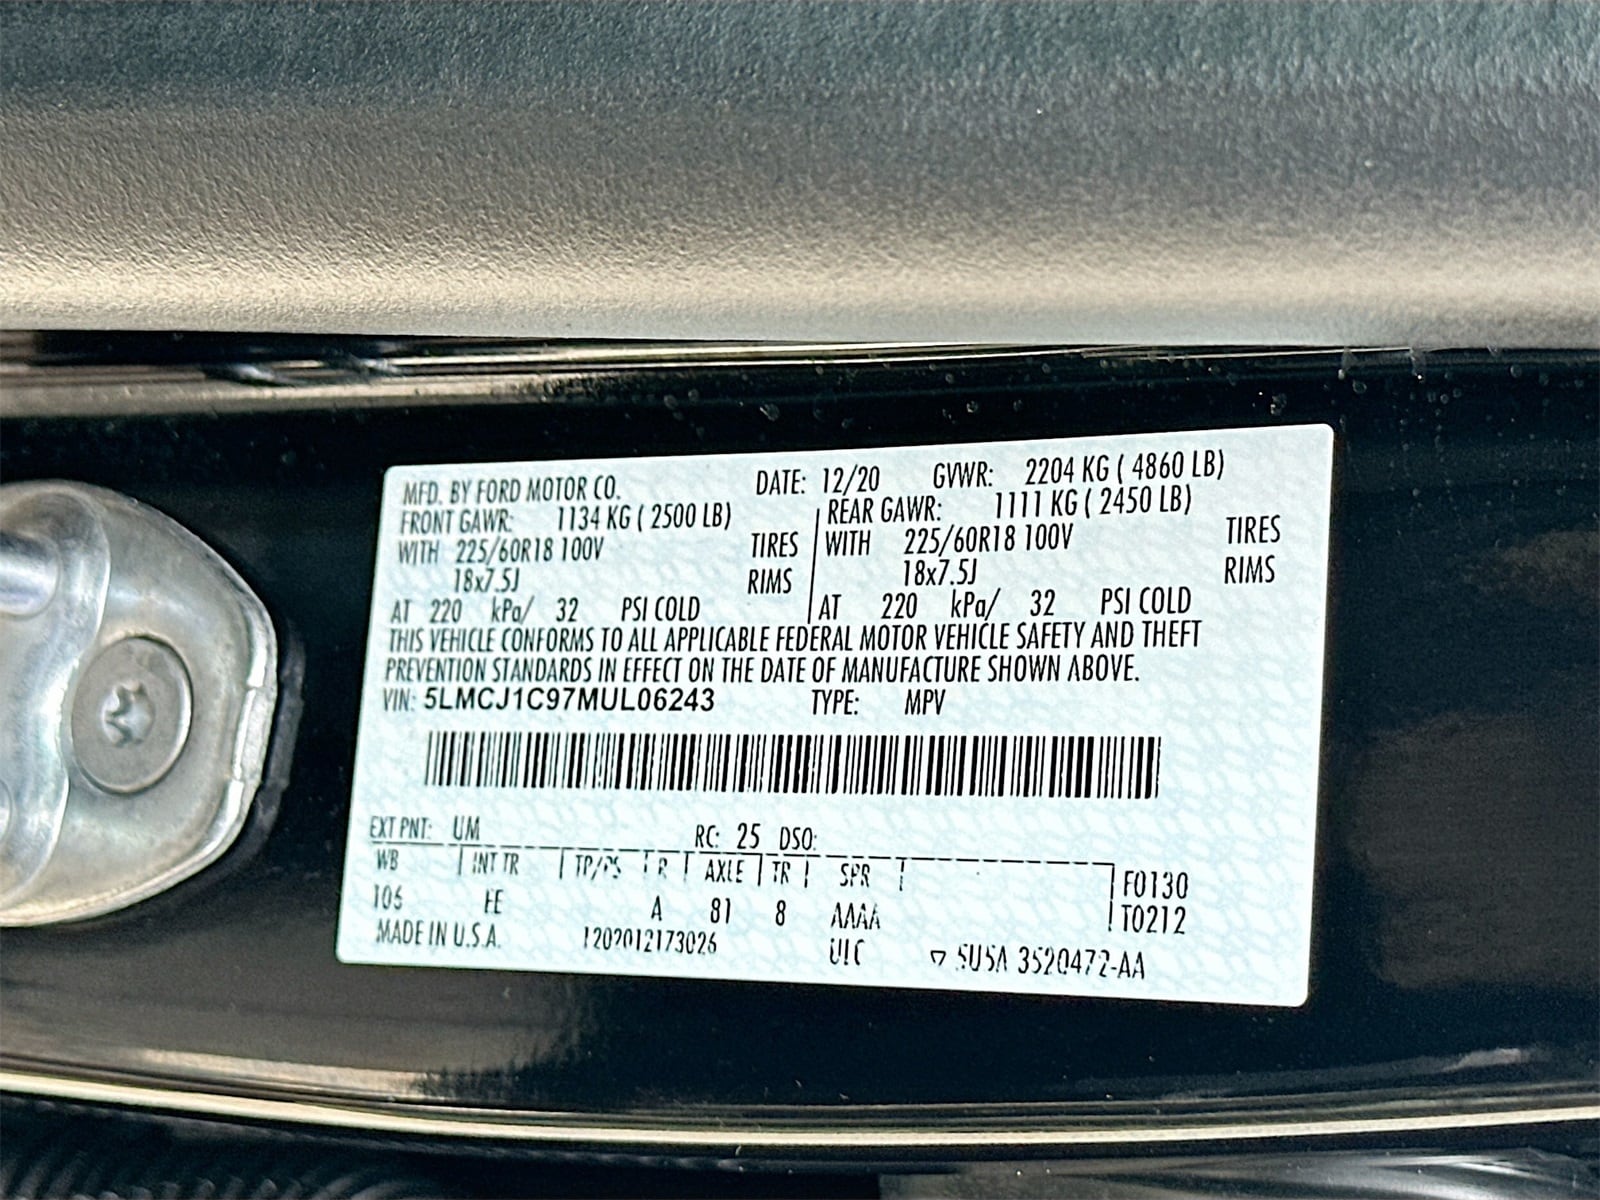 MFD. BY FORD MOTOR CO. DATE: 12/20 GVWR: 2204 KG ( 4860 LB)
FRONT GAWR: 1134 KG ( 2500 LB) REAR GAWR: 1111 KG ( 2450 LB)
WITH 225/60R18 100V TIRES WITH 225/60R18 100V TIRES
18x7.5J RIMS 18x7.5J RIMS
AT 220 kPa/ 32 PSI COLD AT 220 kPa/ 32 PSI COLD
THIS VEHICLE CONFORMS TO ALL APPLICABLE FEDERAL MOTOR VEHICLE SAFETY AND THEFT
PREVENTION STANDARDS IN EFFECT ON THE DATE OF MANUFACTURE SHOWN ABOVE.
VIN: 5LMCJ1C97MUL06243 TYPE: MPV
EXT PNT: UM RC: 25 DSO:
WB INT TR TP/PS R AXLE TR SPR F0130
106 EE A 81 8 AAAA T0212
MADE IN U.S.A. 1202012173026 ULC 5U5A 3520472-AA